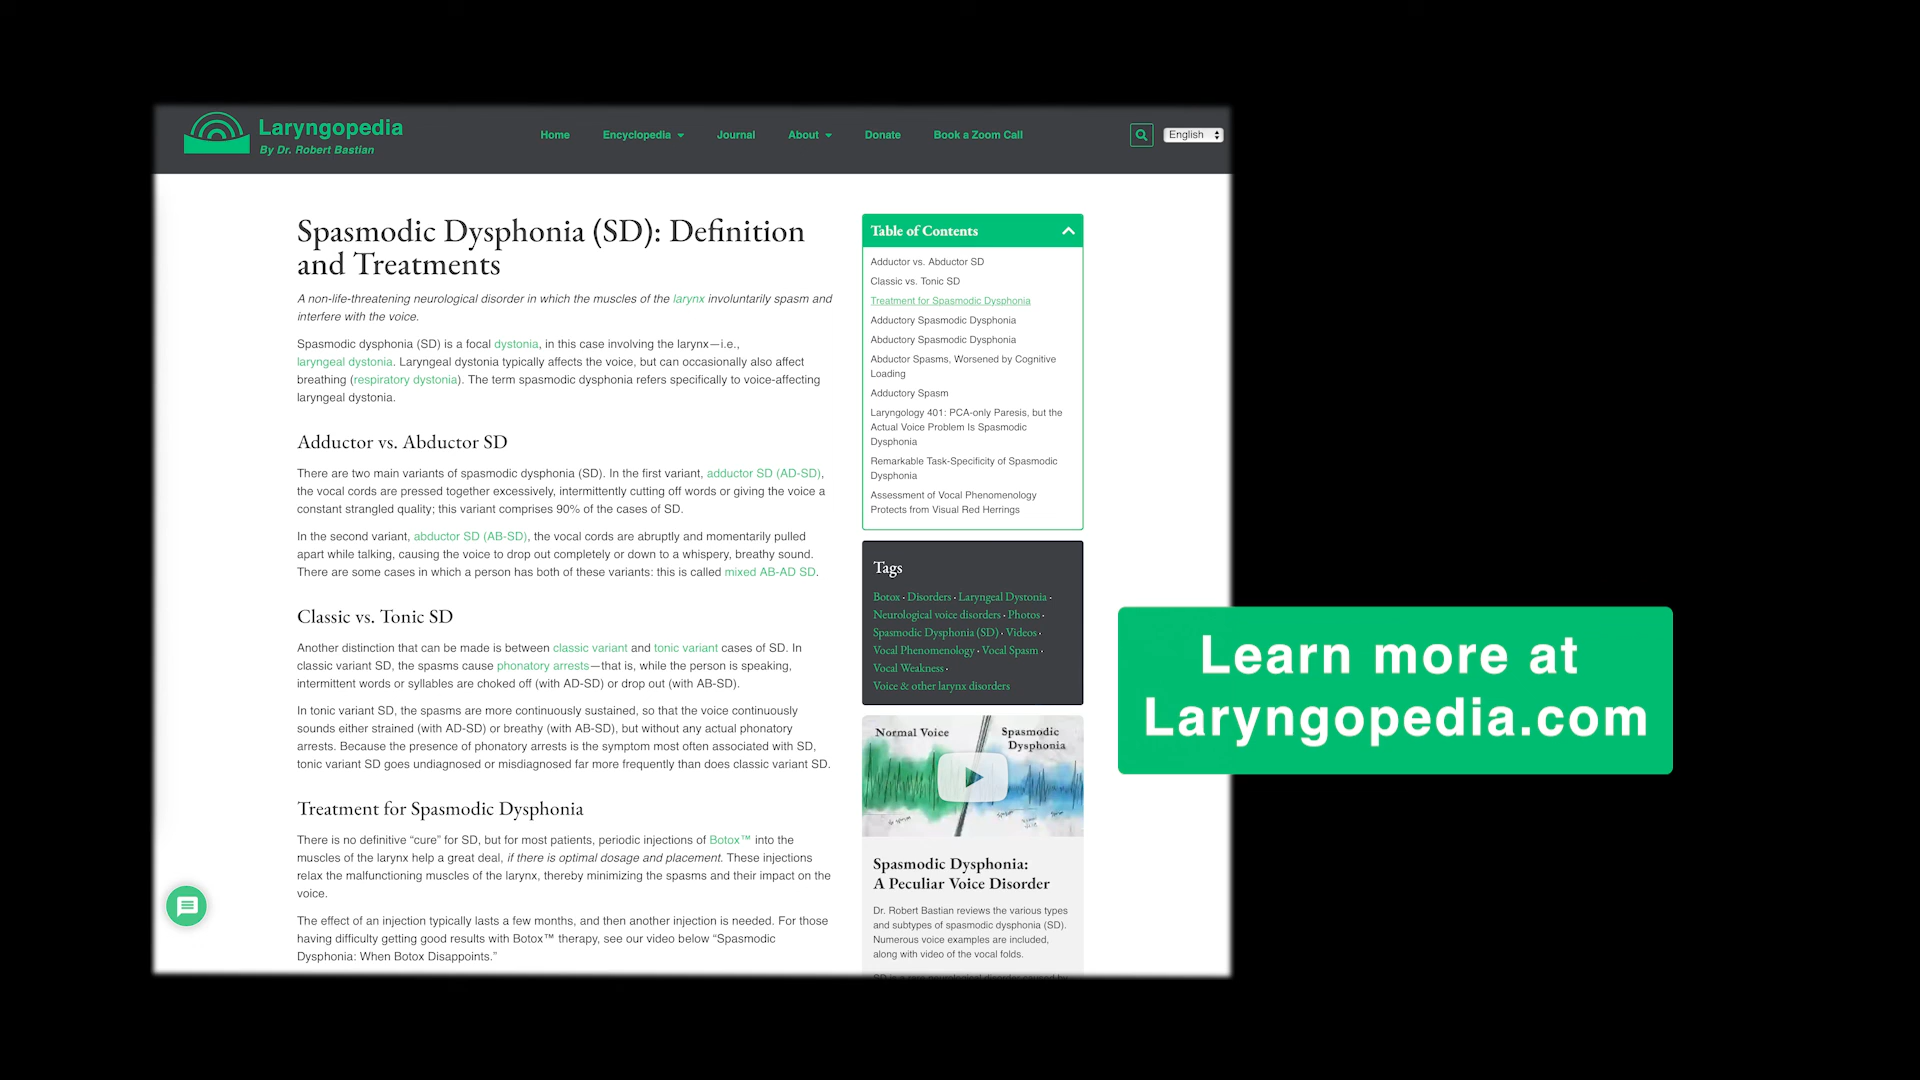 Laryngopedia
By Dr. Robert Bastian
Home
Encyclopedia
Journal
About
Donate
Book a Zoom Call
English
Spasmodic Dysphonia (SD): Definition
and Treatments
A non-life-threatening neurological disorder in which the muscles of the larynx involuntarily spasm and
interfere with the voice.
Spasmodic dysphonia (SD) is a focal dystonia, in this case involving the larynx—i.e.,
laryngeal dystonia. Laryngeal dystonia typically affects the voice, but can occasionally also affect
breathing (respiratory dystonia). The term spasmodic dysphonia refers specifically to voice-affecting
laryngeal dystonia.
Adductor vs. Abductor SD
There are two main variants of spasmodic dysphonia (SD). In the first variant, adductor SD (AD-SD),
the vocal cords are pressed together excessively, intermittently cutting off words or giving the voice a
constant strangled quality; this variant comprises 90% of the cases of SD.
In the second variant, abductor SD (AB-SD), the vocal cords are abruptly and momentarily pulled
apart while talking, causing the voice to drop out completely or down to a whispery, breathy sound.
There are some cases in which a person has both of these variants: this is called mixed AB-AD SD.
Classic vs. Tonic SD
Another distinction that can be made is between classic variant and tonic variant cases of SD. In
classic variant SD, the spasms cause phonatory arrests—that is, while the person is speaking,
intermittent words or syllables are choked off (with AD-SD) or drop out (with AB-SD).
In tonic variant SD, the spasms are more continuously sustained, so that the voice continuously
sounds either strained (with AD-SD) or breathy (with AB-SD), but without any actual phonatory
arrests. Because the presence of phonatory arrests is the symptom most often associated with SD,
tonic variant SD goes undiagnosed or misdiagnosed far more frequently than does classic variant SD.
Treatment for Spasmodic Dysphonia
There is no definitive “cure” for SD, but for most patients, periodic injections of Botox™ into the
muscles of the larynx help a great deal, if there is optimal dosage and placement. These injections
relax the malfunctioning muscles of the larynx, thereby minimizing the spasms and their impact on the
voice.
The effect of an injection typically lasts a few months, and then another injection is needed. For those
having difficulty getting good results with Botox™ therapy, see our video below “Spasmodic
Dysphonia: When Botox Disappoints.”
Table of Contents
Adductor vs. Abductor SD
Classic vs. Tonic SD
Treatment for Spasmodic Dysphonia
Adductory Spasmodic Dysphonia
Abductory Spasmodic Dysphonia
Abductor Spasms, Worsened by Cognitive
Loading
Adductory Spasm
Laryngology 401: PCA-only Paresis, but the
Actual Voice Problem Is Spasmodic
Dysphonia
Remarkable Task-Specificity of Spasmodic
Dysphonia
Assessment of Vocal Phenomenology
Protects from Visual Red Herrings
Tags
Botox · Disorders · Laryngeal Dystonia ·
Neurological voice disorders · Photos ·
Spasmodic Dysphonia (SD) · Videos ·
Vocal Phenomenology · Vocal Spasm ·
Vocal Weakness ·
Voice & other larynx disorders
Normal Voice
Spasmodic
Dysphonia
Spasmodic Dysphonia:
A Peculiar Voice Disorder
Dr. Robert Bastian reviews the various types
and subtypes of spasmodic dysphonia (SD).
Numerous voice examples are included,
along with video of the vocal folds.
Learn more at
Laryngopedia.com